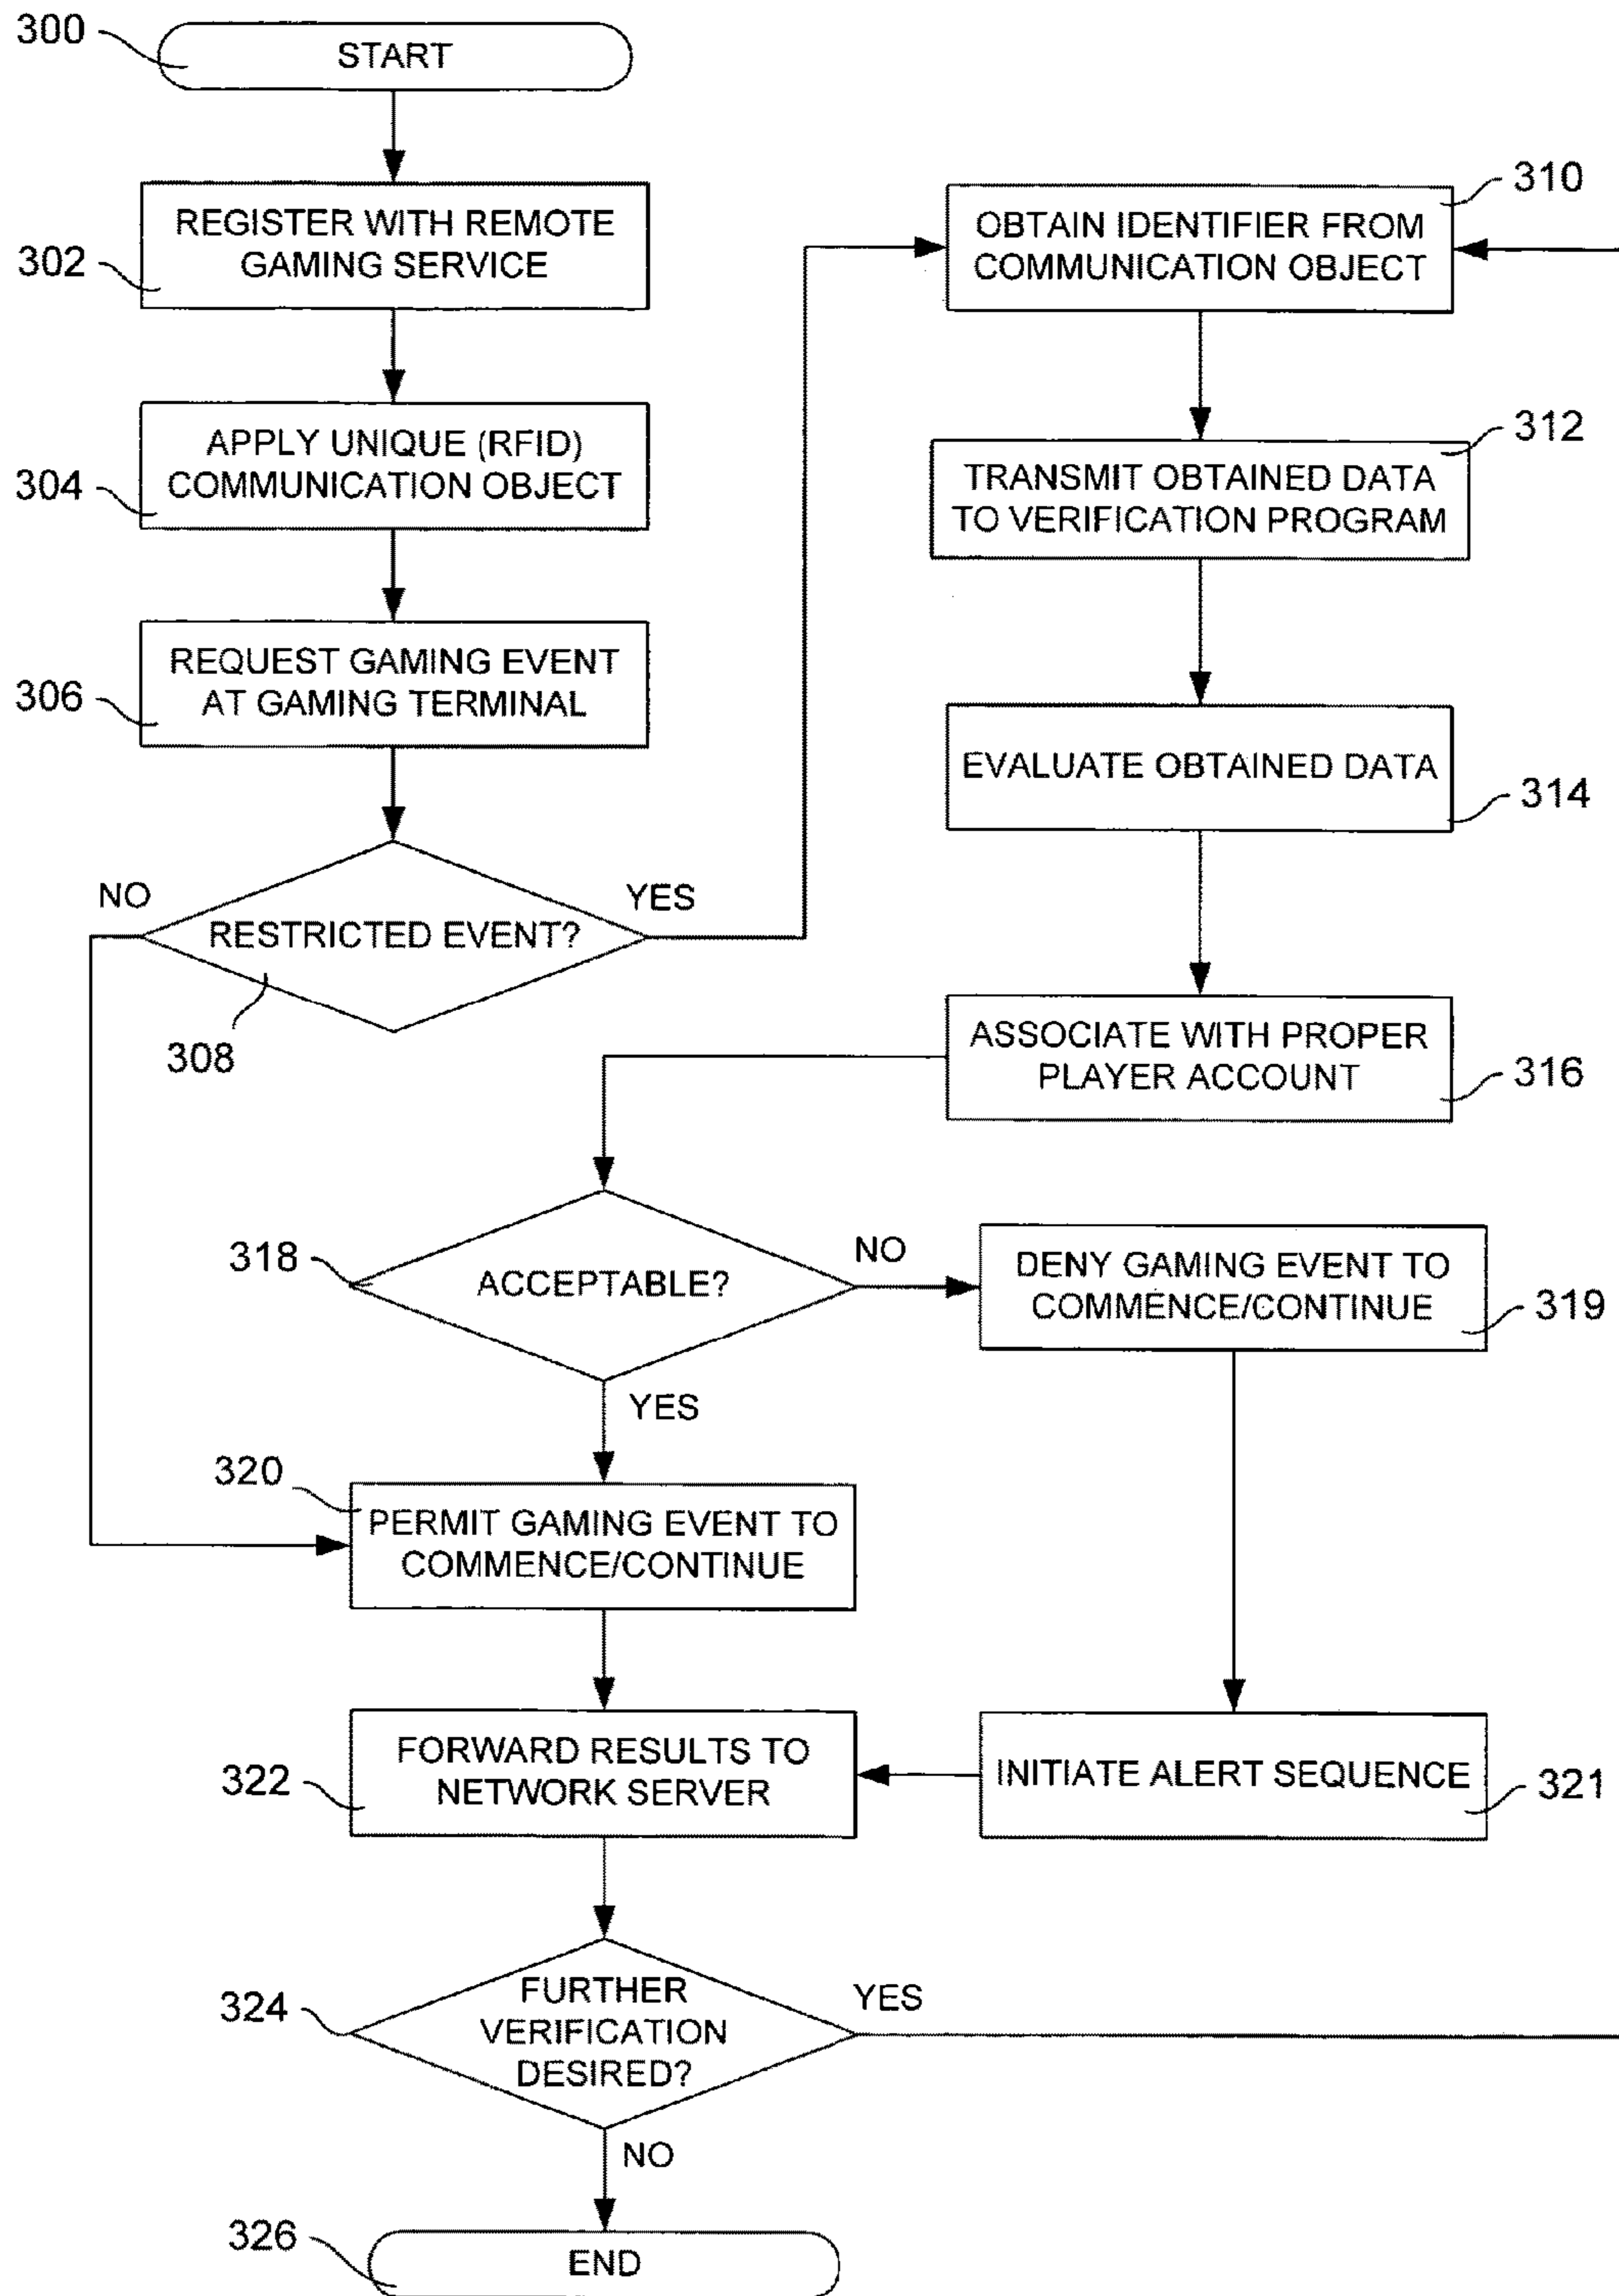 300
START
REGISTER WITH REMOTE
GAMING SERVICE
302
APPLY UNIQUE (RFID)
COMMUNICATION OBJECT
304
REQUEST GAMING EVENT
AT GAMING TERMINAL
306
NO
YES
RESTRICTED EVENT?
308
310
OBTAIN IDENTIFIER FROM
COMMUNICATION OBJECT
312
TRANSMIT OBTAINED DATA
TO VERIFICATION PROGRAM
EVALUATE OBTAINED DATA
314
ASSOCIATE WITH PROPER
PLAYER ACCOUNT
316
318
ACCEPTABLE?
NO
DENY GAMING EVENT TO
COMMENCE/CONTINUE
319
YES
320
PERMIT GAMING EVENT TO
COMMENCE/CONTINUE
FORWARD RESULTS TO
NETWORK SERVER
322
INITIATE ALERT SEQUENCE
321
324
FURTHER
VERIFICATION
DESIRED?
YES
NO
326
END